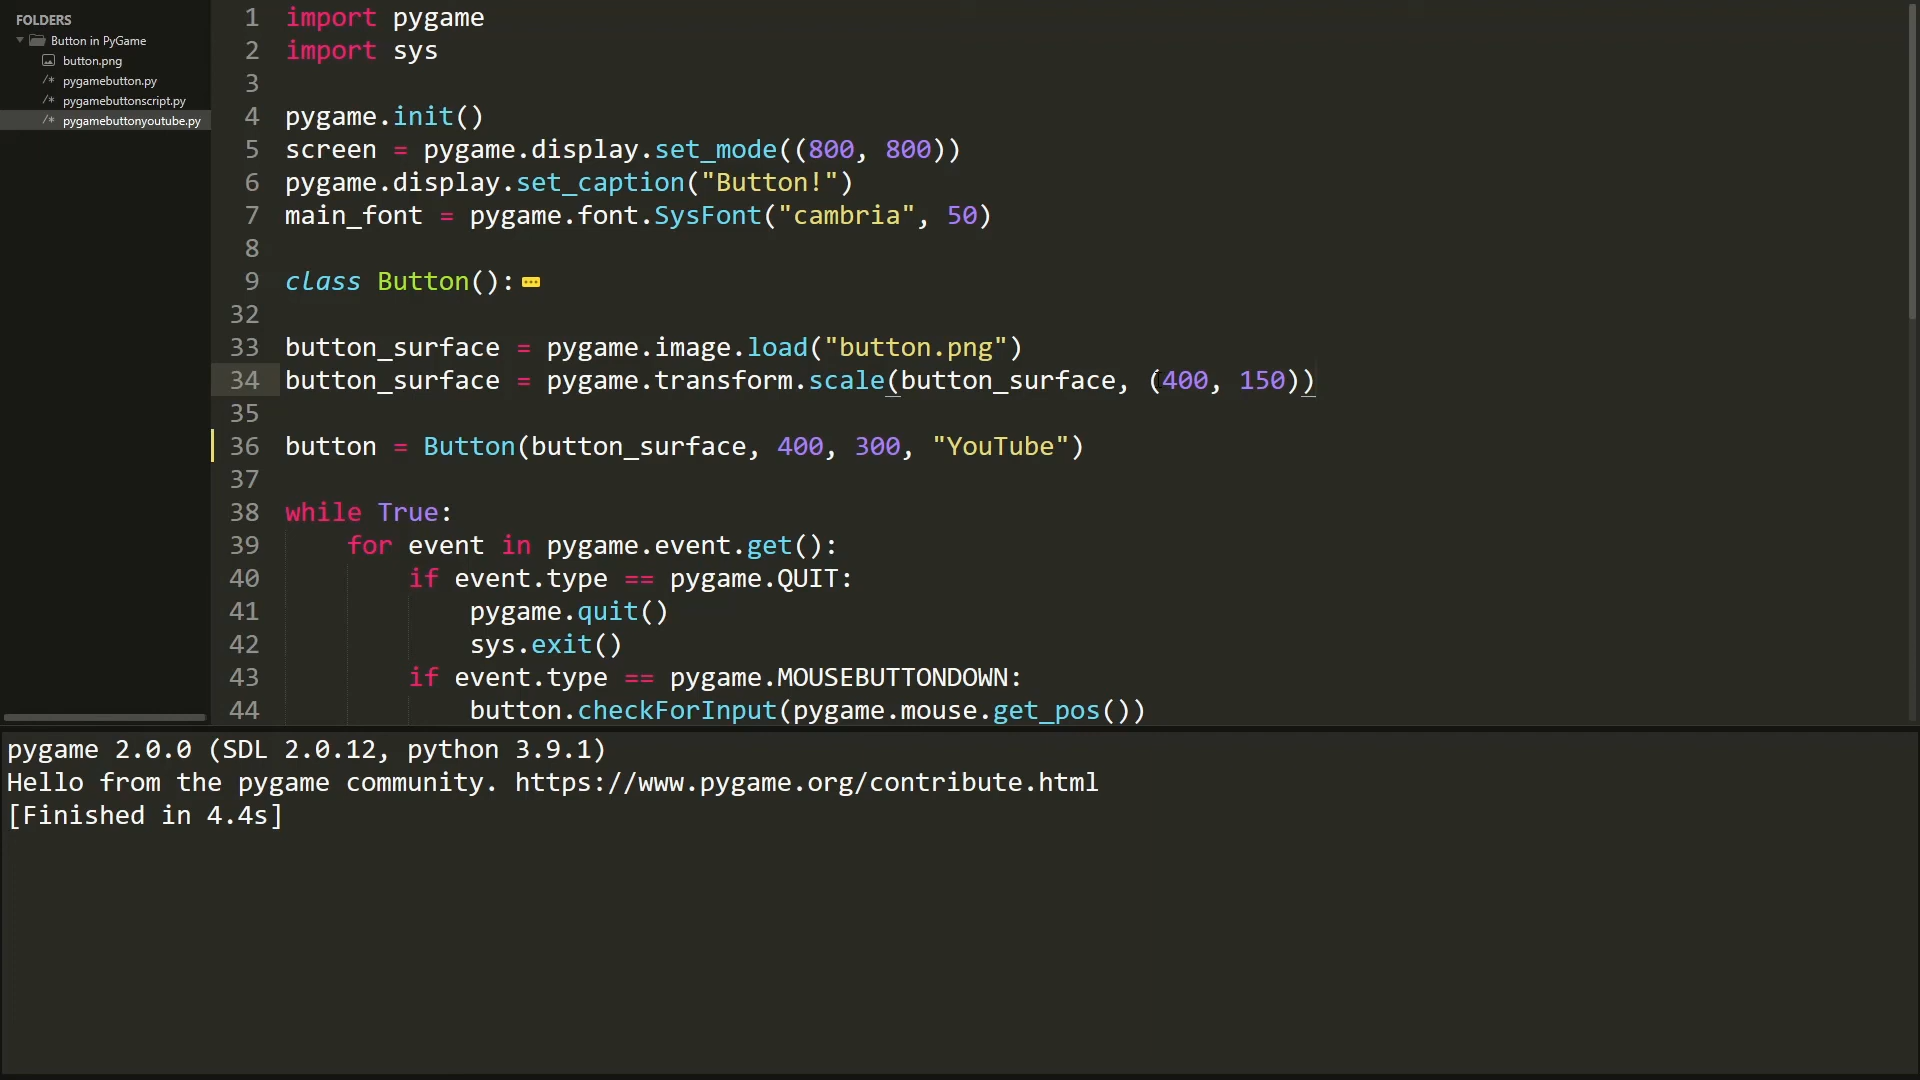 FOLDERS
Button in PyGame
button.png
/* pygamebutton.py
/* pygamebuttonscript.py
/* pygamebuttonyoutube.py
1 import pygame
2 import sys
3
4 pygame.init()
5 screen = pygame.display.set_mode((800, 800))
6 pygame.display.set_caption("Button!")
7 main_font = pygame.font.SysFont("cambria", 50)
8
9 class Button():
32
33 button_surface = pygame.image.load("button.png")
34 button_surface = pygame.transform.scale(button_surface, (400, 150))
35
36 button = Button(button_surface, 400, 300, "YouTube")
37
38 while True:
39     for event in pygame.event.get():
40         if event.type == pygame.QUIT:
41             pygame.quit()
42             sys.exit()
43         if event.type == pygame.MOUSEBUTTONDOWN:
44             button.checkForInput(pygame.mouse.get_pos())
pygame 2.0.0 (SDL 2.0.12, python 3.9.1)
Hello from the pygame community. https://www.pygame.org/contribute.html
[Finished in 4.4s]